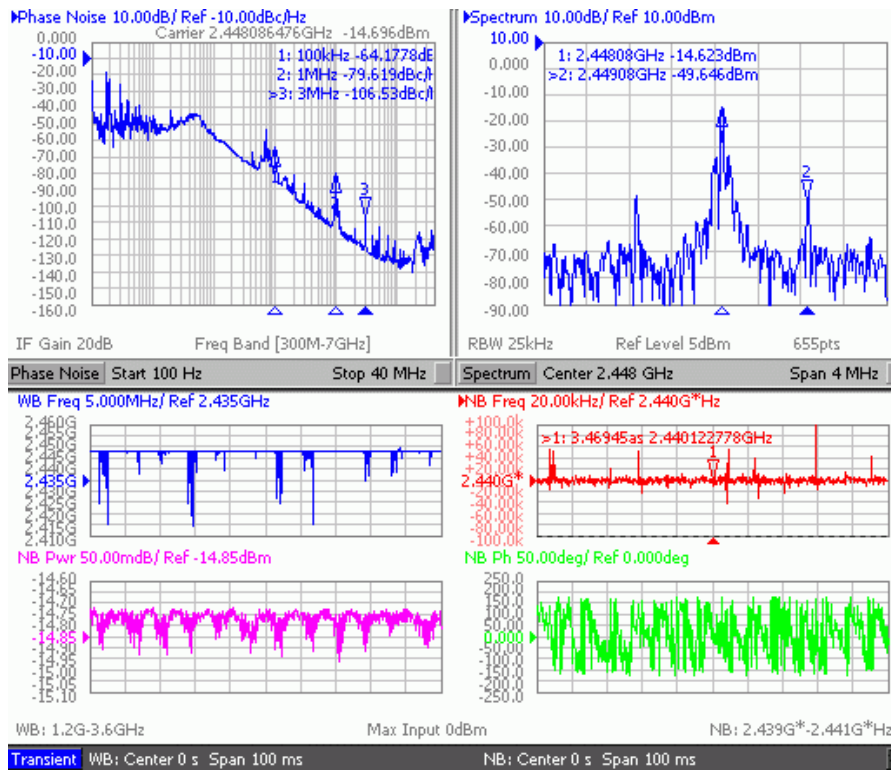 Phase Noise 10.00dB/ Ref -10.00dBc/Hz
Carrier 2.448086476GHz -14.696dBm
0.000
-10.00
-20.00
-30.00
-40.00
-50.00
-60.00
-70.00
-80.00
-90.00
-100.0
-110.0
-120.0
-130.0
-140.0
-150.0
-160.0
1: 100kHz -64.1778dB
2: 1MHz -79.619dBc/
>3: 3MHz -106.53dBc/
3
IF Gain 20dB
Freq Band [300M-7GHz]
Phase Noise Start 100 Hz Stop 40 MHz
Spectrum 10.00dB/ Ref 10.00dBm
10.00
0.000
-10.00
-20.00
-30.00
-40.00
-50.00
-60.00
-70.00
-80.00
-90.00
1: 2.44808GHz -14.623dBm
>2: 2.44908GHz -49.646dBm
2
RBW 25kHz
Ref Level 5dBm
655pts
Spectrum Center 2.448 GHz Span 4 MHz
WB Freq 5.000MHz/ Ref 2.435GHz
2.460G
2.435G
2.410G
NB Freq 20.00kHz/ Ref 2.440G*Hz
+100.0k
2.440G*
-100.0k
>1: 3.46945as 2.440122778GHz
1
NB Pwr 50.00mdB/ Ref -14.85dBm
-14.60
-14.85
-14.95
-15.10
NB Ph 50.00deg/ Ref 0.000deg
250.0
0.000
-250.0
WB: 1.2G-3.6GHz
Max Input 0dBm
NB: 2.439G*-2.441G*Hz
Transient WB: Center 0 s Span 100 ms NB: Center 0 s Span 100 ms